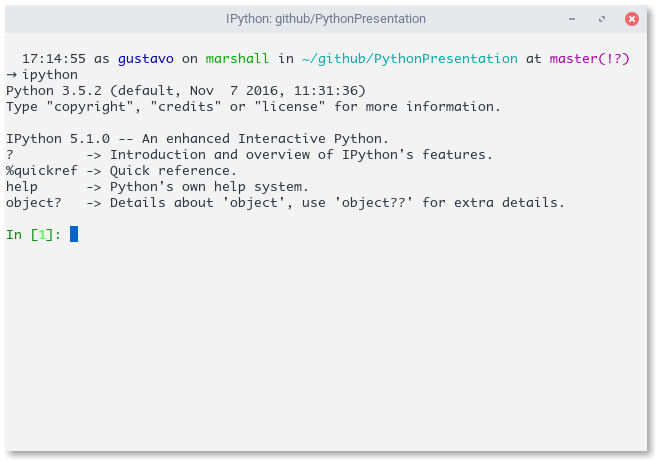 IPython: github/PythonPresentation
17:14:55 as gustavo on marshall in ~/github/PythonPresentation at master(!?)
→ ipython
Python 3.5.2 (default, Nov  7 2016, 11:31:36)
Type "copyright", "credits" or "license" for more information.
IPython 5.1.0 -- An enhanced Interactive Python.
?         -> Introduction and overview of IPython's features.
%quickref -> Quick reference.
help      -> Python's own help system.
object?   -> Details about 'object', use 'object??' for extra details.
In [1]: